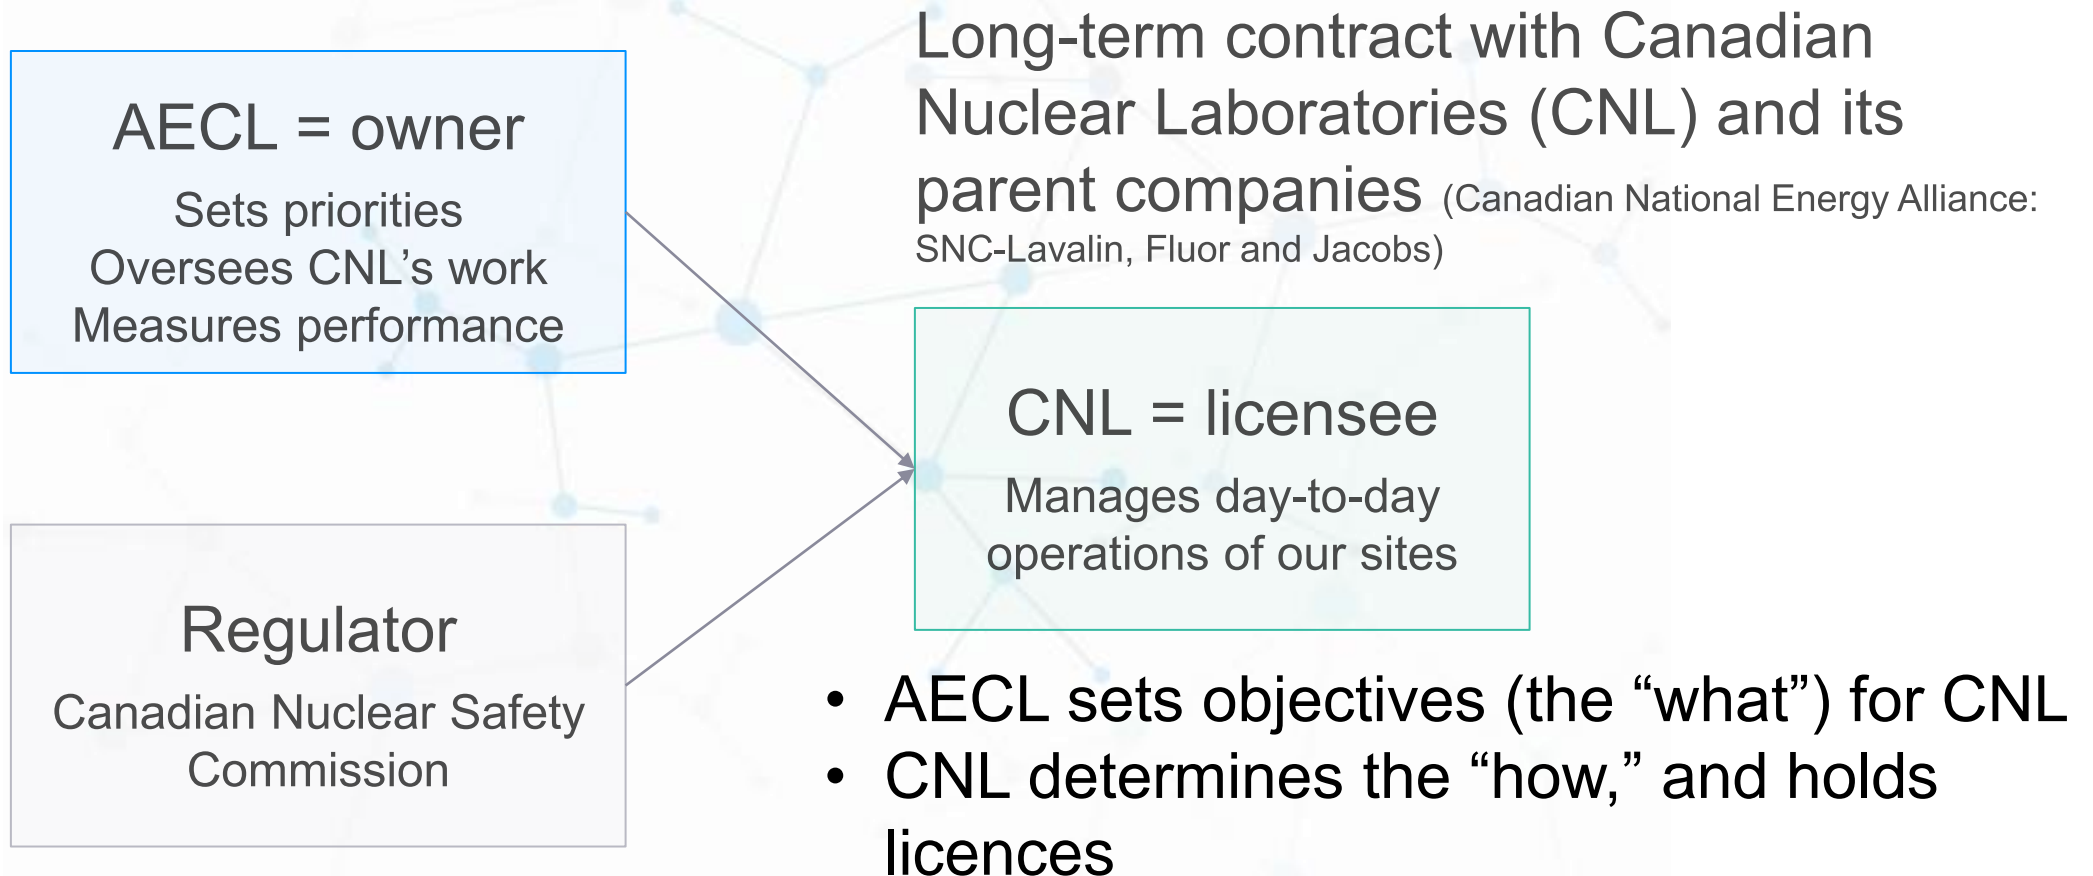 AECL = owner
Sets priorities
Oversees CNL’s work
Measures performance
Regulator
Canadian Nuclear Safety
Commission
Long-term contract with Canadian
Nuclear Laboratories (CNL) and its
parent companies (Canadian National Energy Alliance:
SNC-Lavalin, Fluor and Jacobs)
CNL = licensee
Manages day-to-day
operations of our sites
• AECL sets objectives (the “what”) for CNL
• CNL determines the “how,” and holds
licences